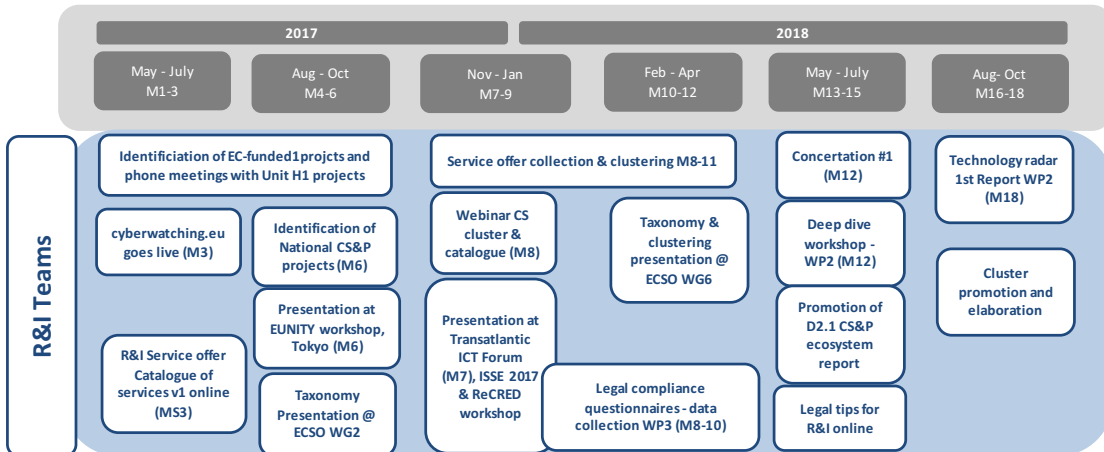 2017
2018
May - July
M1-3
Aug - Oct
M4-6
Nov - Jan
M7-9
Feb - Apr
M10-12
May - July
M13-15
Aug- Oct
M16-18
R&I Teams
Identificiation of EC-funded1projcts and
phone meetings with Unit H1 projects
Service offer collection & clustering M8-11
Concertation #1
(M12)
Technology radar
1st Report WP2
(M18)
cyberwatching.eu
goes live (M3)
Identification of
National CS&P
projects (M6)
Webinar CS
cluster &
catalogue (M8)
Taxonomy &
clustering
presentation @
ECSO WG6
Deep dive
workshop -
WP2 (M12)
Cluster
promotion and
elaboration
Presentation at
EUNITY workshop,
Tokyo (M6)
Presentation at
Transatlantic
ICT Forum
(M7), ISSE 2017
& ReCRED
workshop
Promotion of
D2.1 CS&P
ecosystem
report
R&I Service offer
Catalogue of
services v1 online
(MS3)
Taxonomy
Presentation @
ECSO WG2
Legal compliance
questionnaires - data
collection WP3 (M8-10)
Legal tips for
R&I online